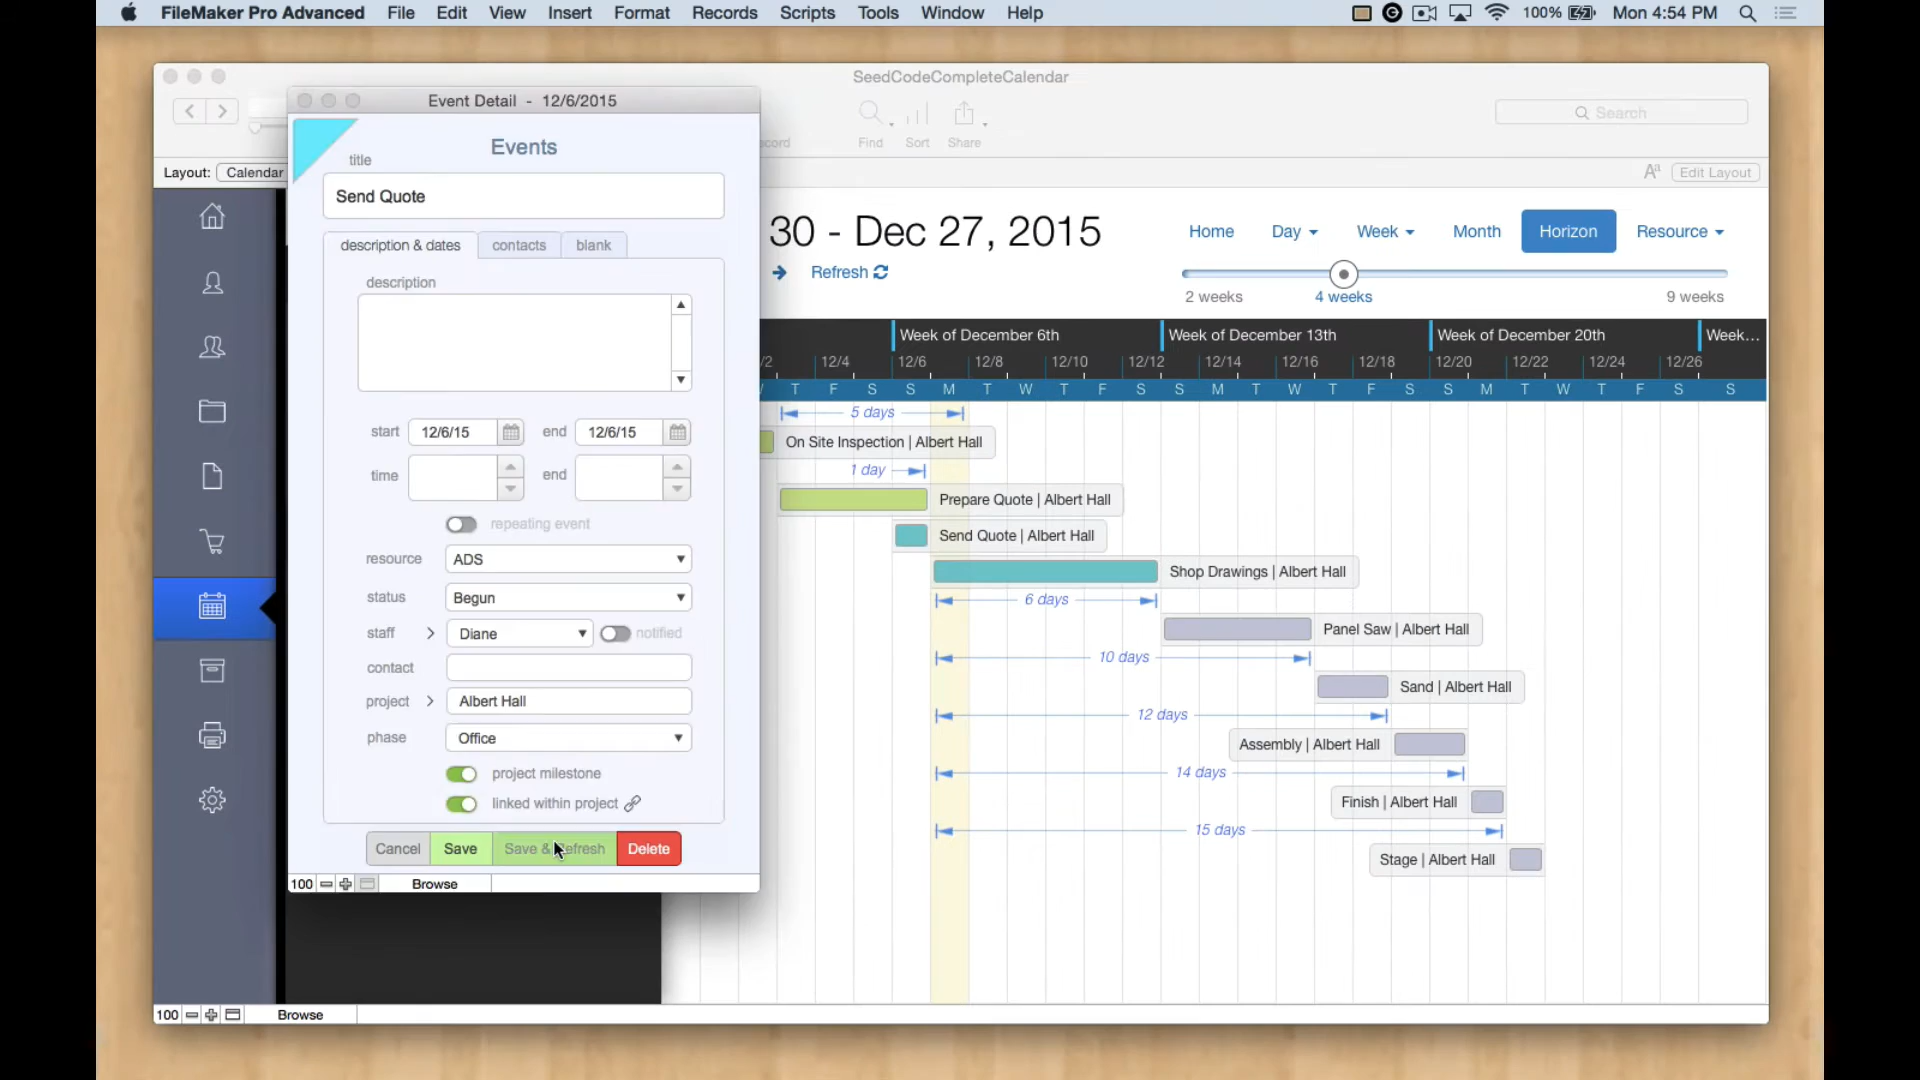 FileMaker Pro Advanced File Edit View Insert Format Records Scripts Tools Window Help 100% Mon 4:54 PM
SeedCodeCompleteCalendar
Event Detail - 12/6/2015
Search
Find Sort Share
Layout: Calendar
Edit Layout
Events
title
Send Quote
description & dates contacts blank
description
start 12/6/15 end 12/6/15
time end
repeating event
resource ADS
status Begun
staff Diane notified
contact
project Albert Hall
phase Office
project milestone
linked within project
Cancel Save Save & Refresh Delete
100 Browse
30 - Dec 27, 2015
Refresh
Home Day Week Month Horizon Resource
2 weeks 4 weeks 9 weeks
Week of December 6th Week of December 13th Week of December 20th Week...
/2 12/4 12/6 12/8 12/10 12/12 12/14 12/16 12/18 12/20 12/22 12/24 12/26
T F S S M T W T F S S M T W T F S S M T W T F S S
5 days
On Site Inspection | Albert Hall
1 day
Prepare Quote | Albert Hall
Send Quote | Albert Hall
Shop Drawings | Albert Hall
6 days
Panel Saw | Albert Hall
10 days
Sand | Albert Hall
12 days
Assembly | Albert Hall
14 days
Finish | Albert Hall
15 days
Stage | Albert Hall
100 Browse